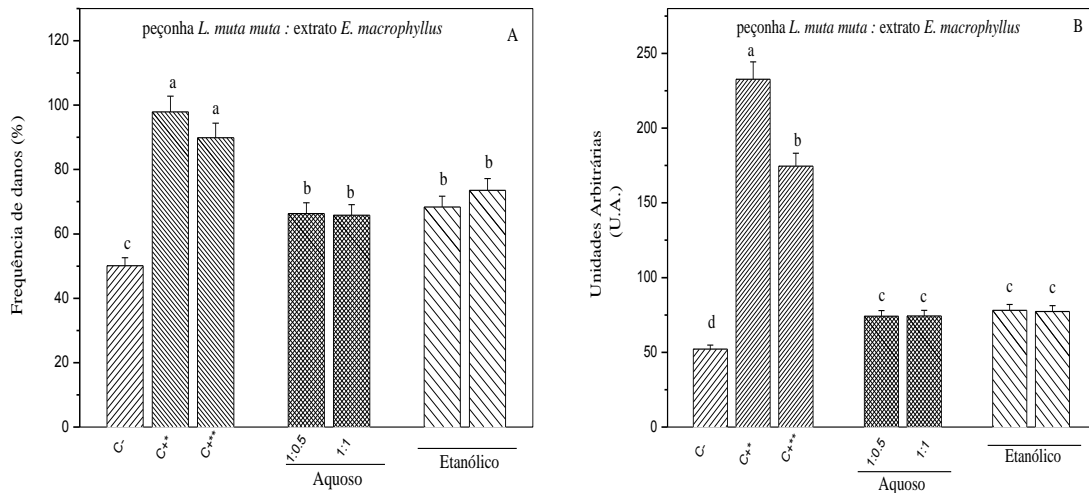 peçonha L. muta muta : extrato E. macrophyllus
A
Frequência de danos (%)
120
100
80
60
40
20
0
c
a
a
b
b
b
b
C-
C+*
C+**
1:0.5
1:1
Aquoso
Etanólico
peçonha L. muta muta : extrato E. macrophyllus
B
Unidades Arbitrárias
(U.A.)
250
200
150
100
50
0
d
a
b
c
c
c
c
C-
C+*
C+**
1:0.5
1:1
Aquoso
Etanólico